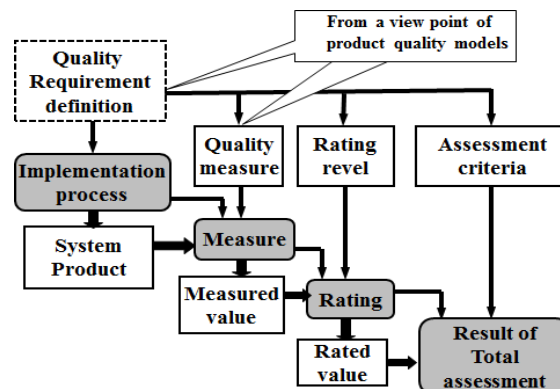 From a view point of
product quality models
Quality
Requirement
definition
Quality
measure
Rating
revel
Assessment
criteria
Implementation
process
System
Product
Measure
Measured
value
Rating
Rated
value
Result of
Total
assessment